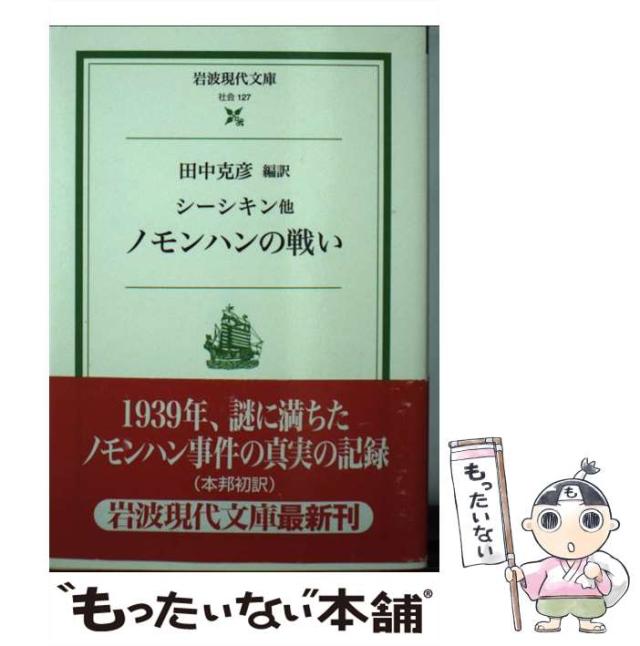 岩波現代文庫
社会 127
田中克彦 編訳
シーシキン他
ノモンハンの戦い
1939年、謎に満ちた
ノモンハン事件の真実の記録
(本邦初訳)
岩波現代文庫最新刊
も
もったいない
“もったいない”本舗®